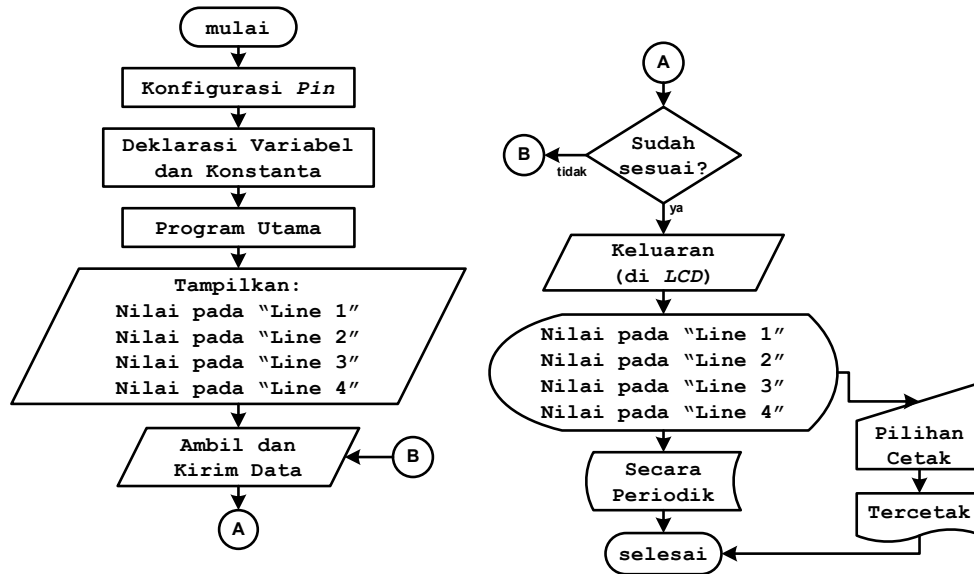 mulai
Konfigurasi Pin
Deklarasi Variabel
dan Konstanta
Program Utama
Tampilkan:
Nilai pada “Line 1”
Nilai pada “Line 2”
Nilai pada “Line 3”
Nilai pada “Line 4”
Ambil dan
Kirim Data
B
A
A
Sudah
sesuai?
B
tidak
ya
Keluaran
(di LCD)
Nilai pada “Line 1”
Nilai pada “Line 2”
Nilai pada “Line 3”
Nilai pada “Line 4”
Pilihan
Cetak
Secara
Periodik
Tercetak
selesai